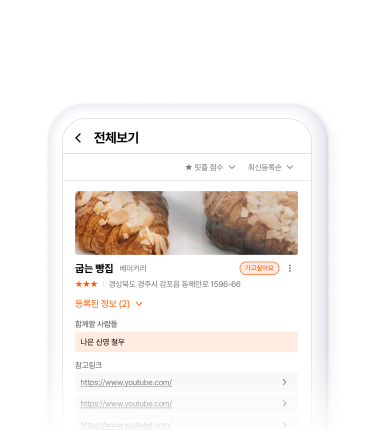 전체보기
★ 릿플 점수 최신등록순
굽는 빵집 베이커리 가고싶어요
★★★ 경상북도 경주시 감포읍 동해안로 1596-66
등록된 정보 (2)
함께할 사람들
나은 신영 철우
참고링크
https://www.youtube.com/
https://www.youtube.com/
https://www.youtube.com/